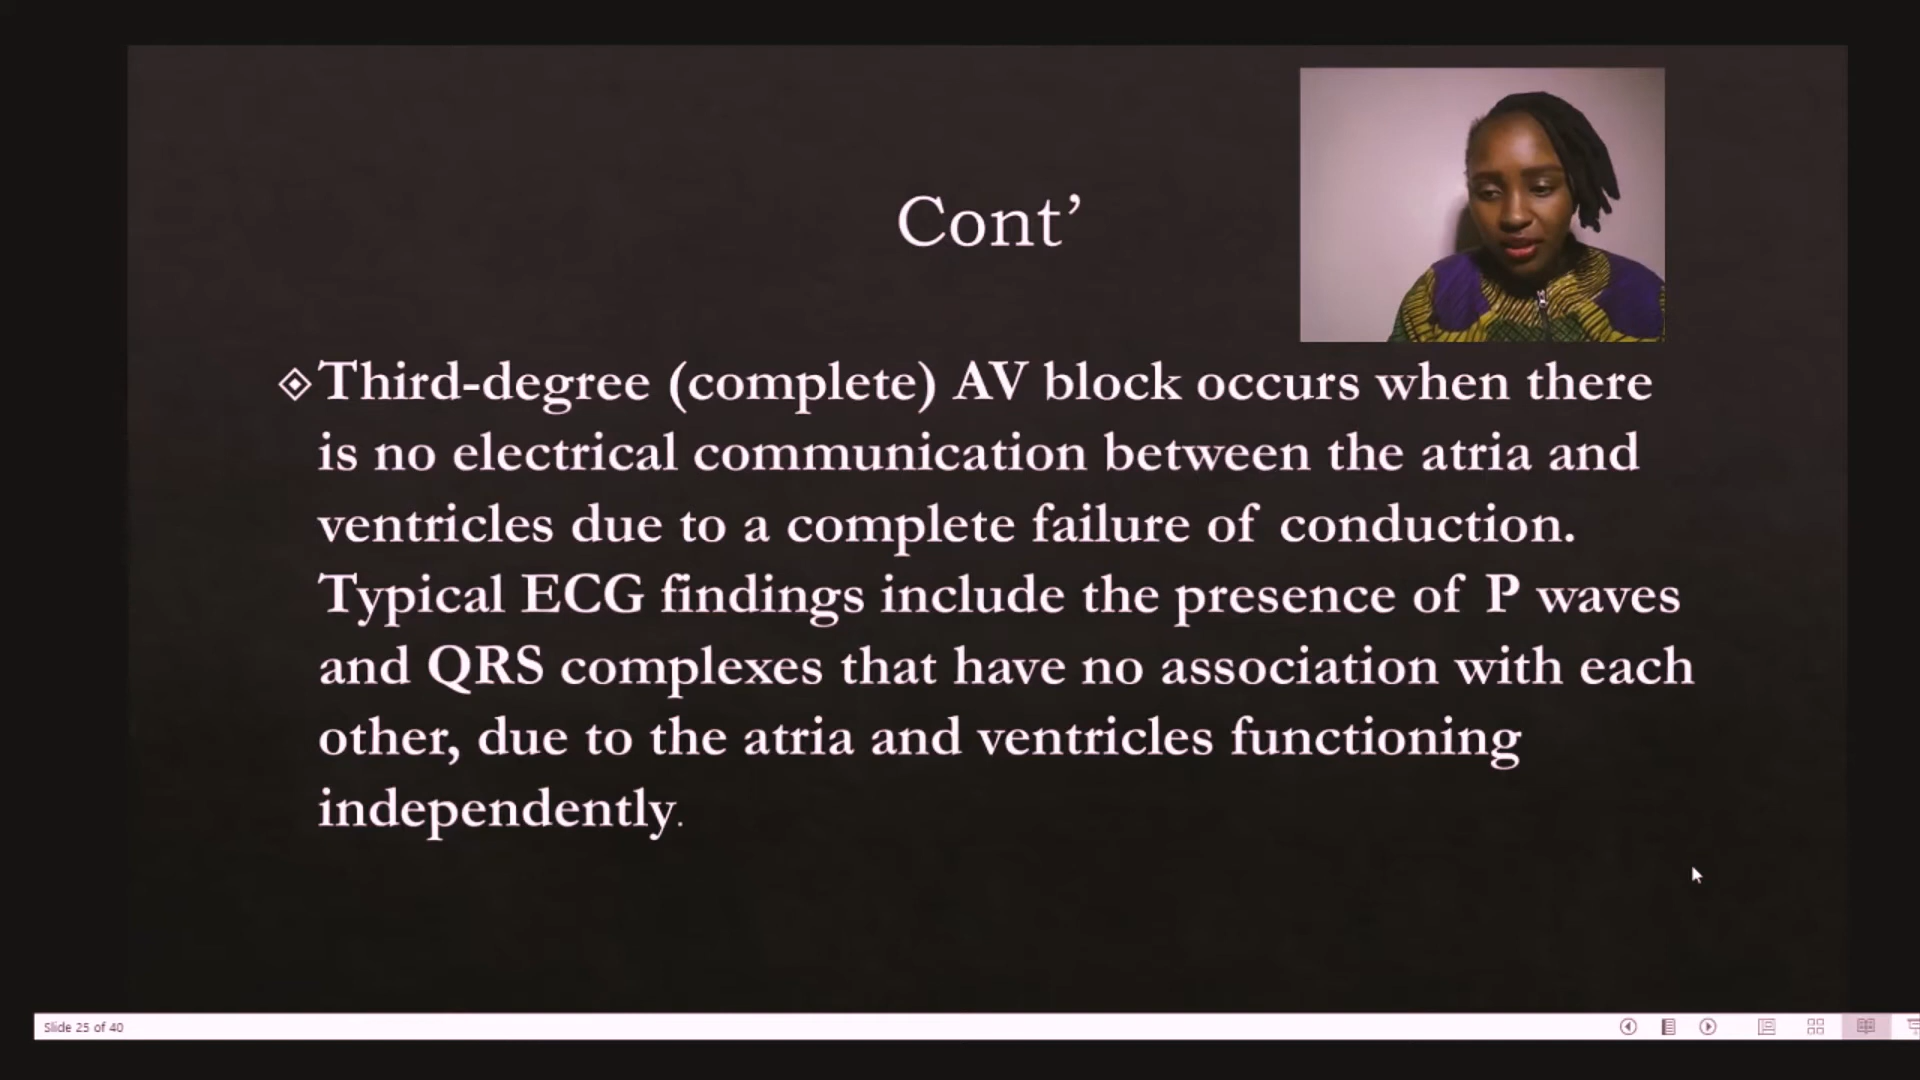 Cont’
Third-degree (complete) AV block occurs when there
is no electrical communication between the atria and
ventricles due to a complete failure of conduction.
Typical ECG findings include the presence of P waves
and QRS complexes that have no association with each
other, due to the atria and ventricles functioning
independently.
Slide 25 of 40